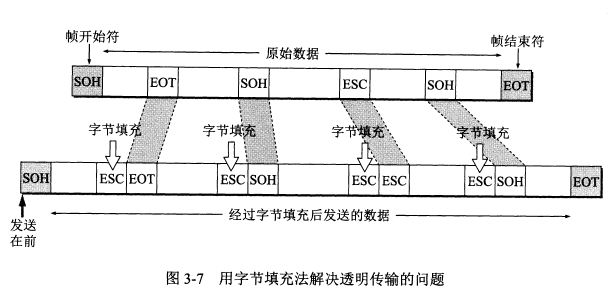 帧开始符
原始数据
帧结束符
SOH EOT SOH ESC SOH EOT
字节填充 字节填充 字节填充 字节填充
SOH ESC EOT ESC SOH ESC ESC ESC SOH EOT
经过字节填充后发送的数据
发送
在前
图 3-7 用字节填充法解决透明传输的问题